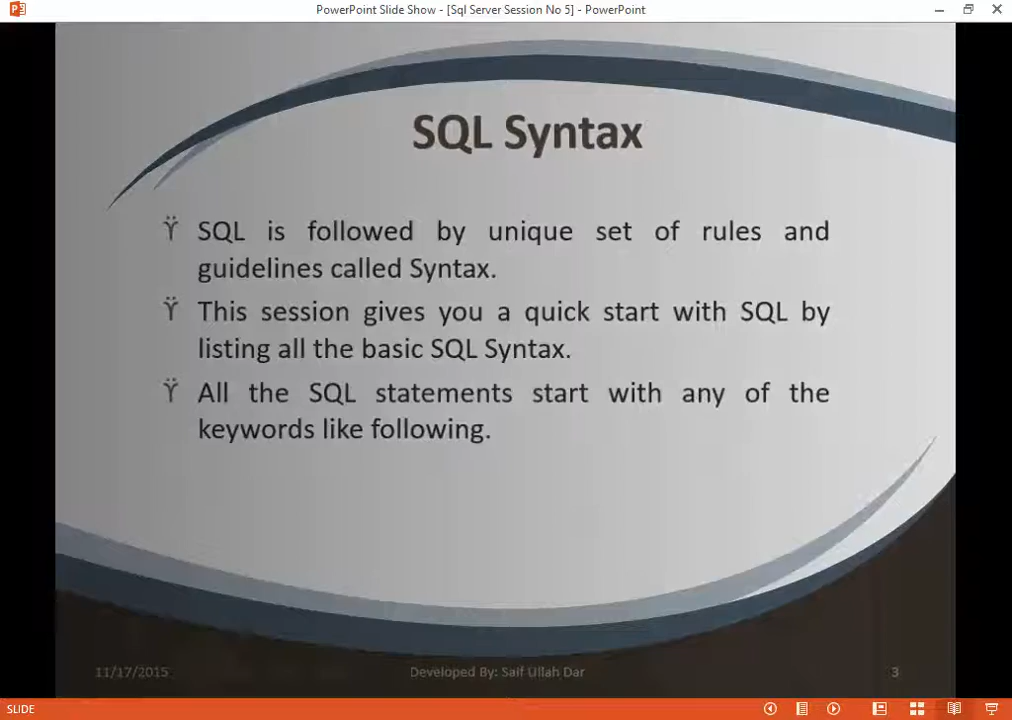 PowerPoint Slide Show - [Sql Server Session No 5] - PowerPoint
SQL Syntax
Ϋ SQL is followed by unique set of rules and
guidelines called Syntax.
Ϋ This session gives you a quick start with SQL by
listing all the basic SQL Syntax.
Ϋ All the SQL statements start with any of the
keywords like following.
11/17/2015 Developed By: Saif Ullah Dar 3
SLIDE